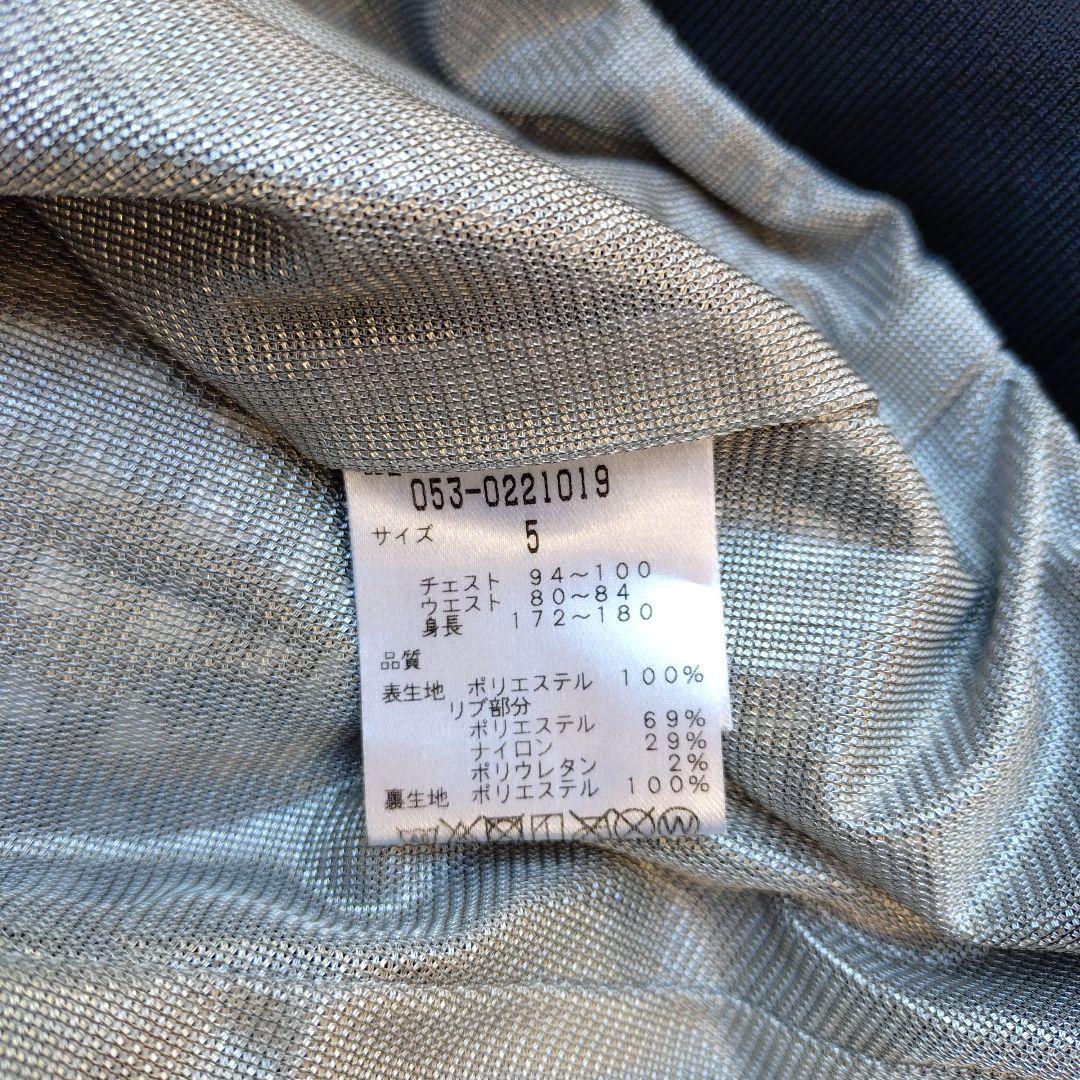 053-0221019
サイズ 5
チェスト 94～100
ウエスト 80～84
身長 172～180
品質
表生地 ポリエステル 100%
リブ部分
ポリエステル 69%
ナイロン 29%
ポリウレタン 2%
裏生地 ポリエステル 100%